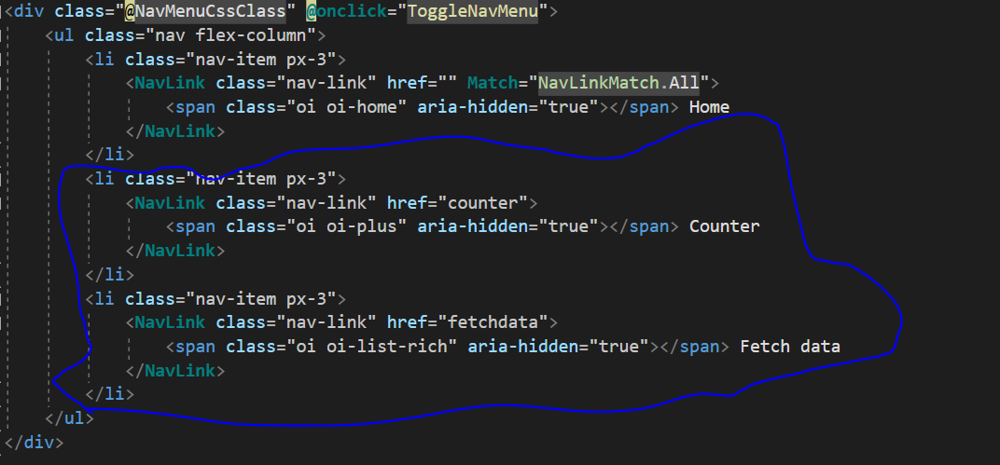 <div class="@NavMenuCssClass" @onclick="ToggleNavMenu">
<ul class="nav flex-column">
<li class="nav-item px-3">
<NavLink class="nav-link" href="" Match="NavLinkMatch.All">
<span class="oi oi-home" aria-hidden="true"></span> Home
</NavLink>
</li>
<li class="nav-item px-3">
<NavLink class="nav-link" href="counter">
<span class="oi oi-plus" aria-hidden="true"></span> Counter
</NavLink>
</li>
<li class="nav-item px-3">
<NavLink class="nav-link" href="fetchdata">
<span class="oi oi-list-rich" aria-hidden="true"></span> Fetch data
</NavLink>
</li>
</ul>
</div>